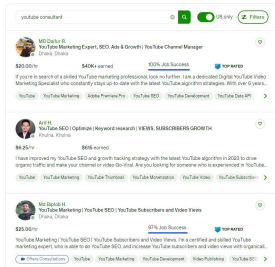 youtube consultant
US only
Filters
MD Diafur R.
YouTube Marketing Expert, SEO, Ads & Growth | YouTube Channel Manager
Dhaka, Dhaka
$20.00/hr
$40K+ earned
100% Job Success
TOP RATED
If you're in search of a skilled YouTube marketing professional, look no further. I am a dedicated Digital YouTube Video
Marketing Specialist who constantly stays up-to-date with the latest YouTube algorithm strategies. With over 6 years...
YouTube
YouTube Marketing
Adobe Premiere Pro
YouTube SEO
YouTube Development
YouTube Data API
Arif H.
YouTube SEO | Optimize | Keyword research | VIEWS, SUBSCRIBERS GROWTH
Khulna, Khulna
$6.25/hr
$615 earned
I have improved my YouTube SEO and growth hacking strategy with the latest YouTube algorithm in 2023 to drive
organic traffic and make your channel or video Go-Viral. Are you looking for someone who is experienced in YouTub...
YouTube
YouTube Marketing
YouTube Thumbnail
YouTube Monetization
YouTube Video
YouTube Subscr
Md Biplob H.
YouTube Marketing | YouTube SEO | YouTube Subscribers and Video Views
Dhaka, Dhaka
$25.00/hr
97% Job Success
TOP RATED
YouTube Marketing | YouTube SEO | YouTube Subscribers and Video Views. I'm a certified and skilled YouTube
marketing expert, who is able to do YouTube SEO, and increase YouTube subscribers and video views with organicall...
Offers Consultations
YouTube
YouTube Marketing
YouTube Development
Video Publishing
YouTube SEO